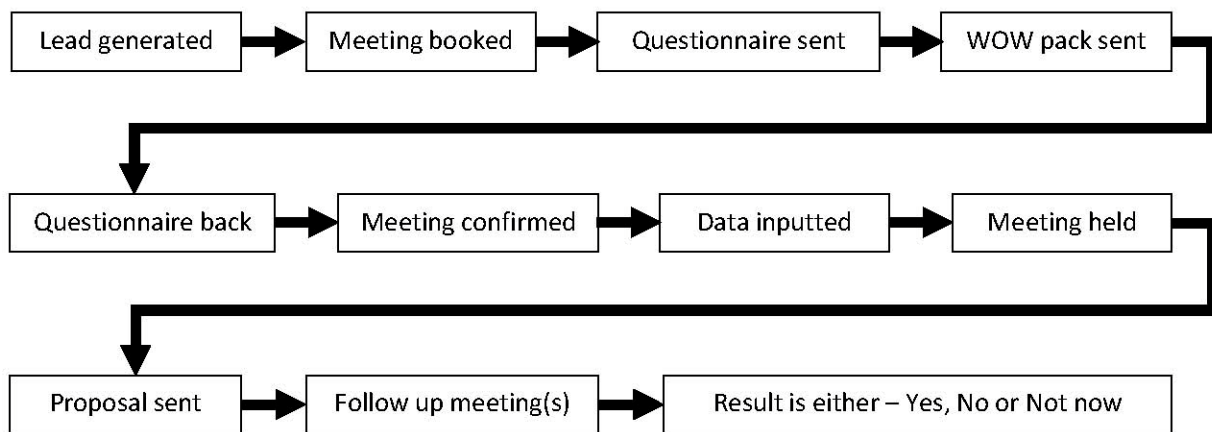 Lead generated
Meeting booked
Questionnaire sent
WOW pack sent
Questionnaire back
Meeting confirmed
Data inputted
Meeting held
Proposal sent
Follow up meeting(s)
Result is either – Yes, No or Not now